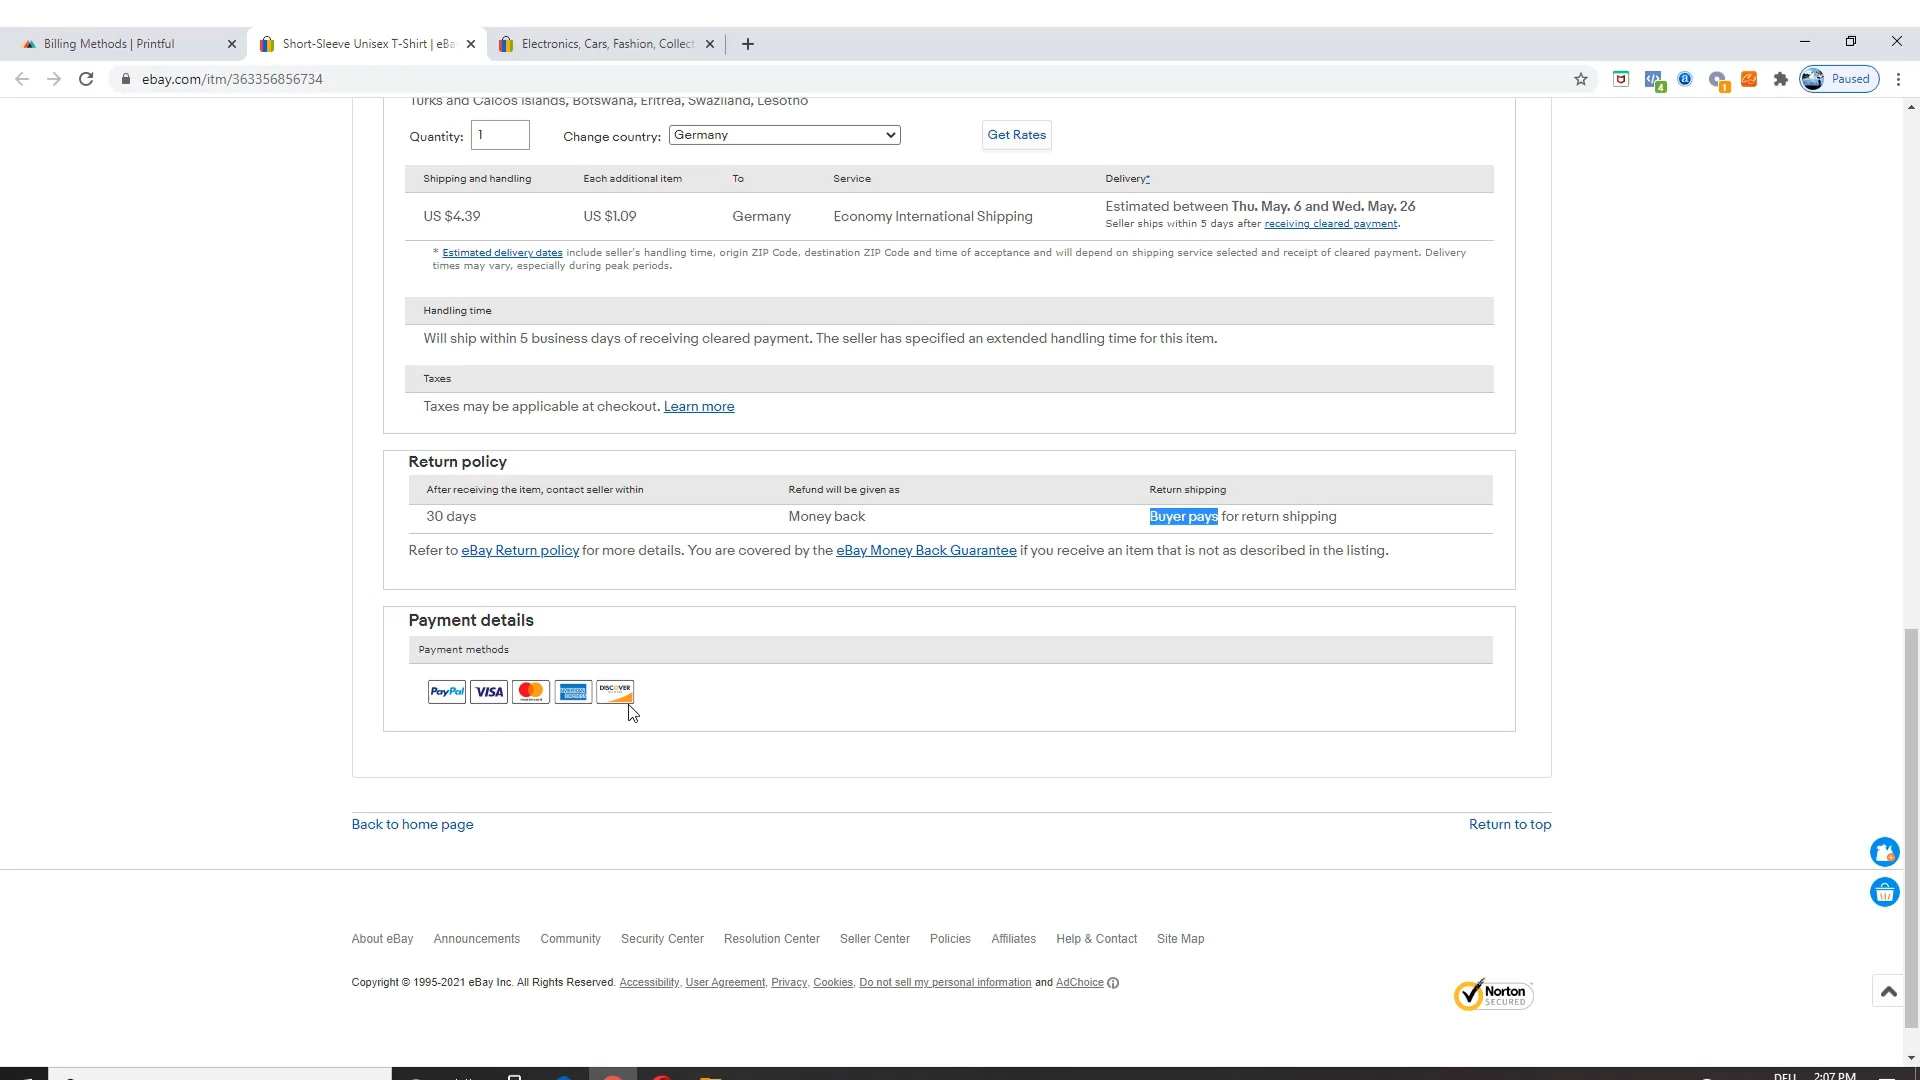 Billing Methods | Printful
Short-Sleeve Unisex T-Shirt | eBa
Electronics, Cars, Fashion, Collect
ebay.com/itm/363356856734
4
1
Paused
Turks and Caicos Islands, Botswana, Eritrea, Swaziland, Lesotho
Quantity: 1 Change country: Germany Get Rates
Shipping and handling Each additional item To Service Delivery*
US $4.39 US $1.09 Germany Economy International Shipping Estimated between Thu. May. 6 and Wed. May. 26
Seller ships within 5 days after receiving cleared payment.
* Estimated delivery dates include seller's handling time, origin ZIP Code, destination ZIP Code and time of acceptance and will depend on shipping service selected and receipt of cleared payment. Delivery
times may vary, especially during peak periods.
Handling time
Will ship within 5 business days of receiving cleared payment. The seller has specified an extended handling time for this item.
Taxes
Taxes may be applicable at checkout. Learn more
Return policy
After receiving the item, contact seller within Refund will be given as Return shipping
30 days Money back Buyer pays for return shipping
Refer to eBay Return policy for more details. You are covered by the eBay Money Back Guarantee if you receive an item that is not as described in the listing.
Payment details
Payment methods
PayPal VISA mastercard AMERICAN EXPRESS DISCOVER
Back to home page Return to top
About eBay Announcements Community Security Center Resolution Center Seller Center Policies Affiliates Help & Contact Site Map
Copyright © 1995-2021 eBay Inc. All Rights Reserved. Accessibility, User Agreement, Privacy, Cookies, Do not sell my personal information and AdChoice
Norton
SECURED
DEU 2:07 PM